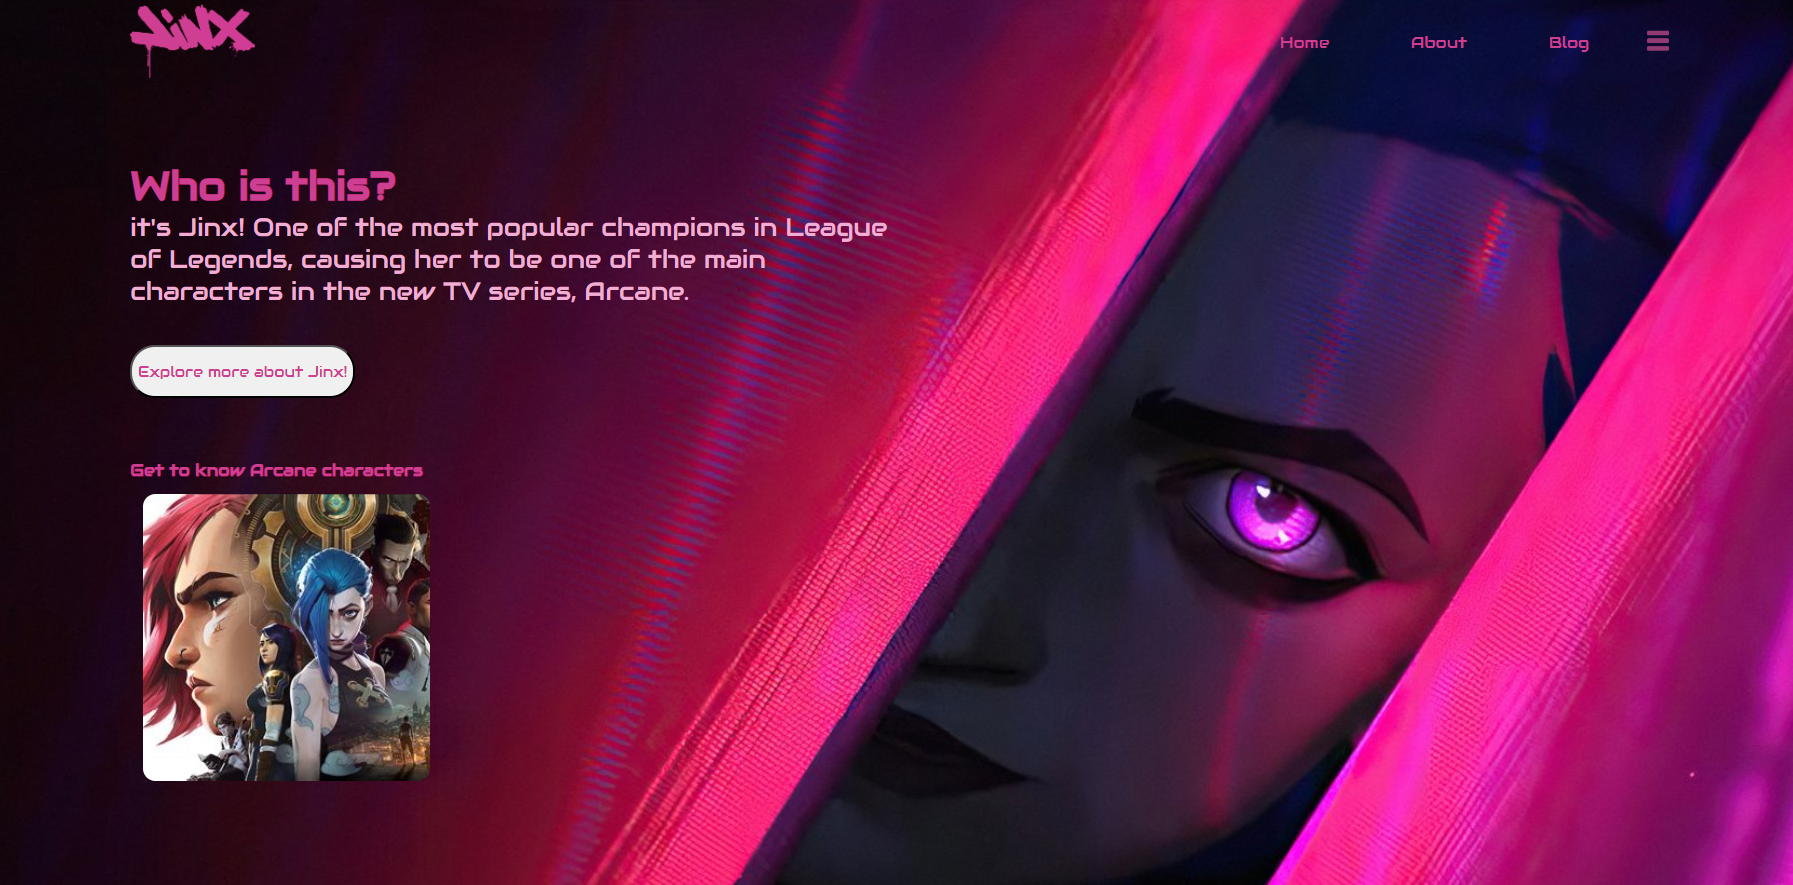 Jinx
Home About Blog
Who is this?
it's Jinx! One of the most popular champions in League
of Legends, causing her to be one of the main
characters in the new TV series, Arcane.
Explore more about Jinx!
Get to know Arcane characters